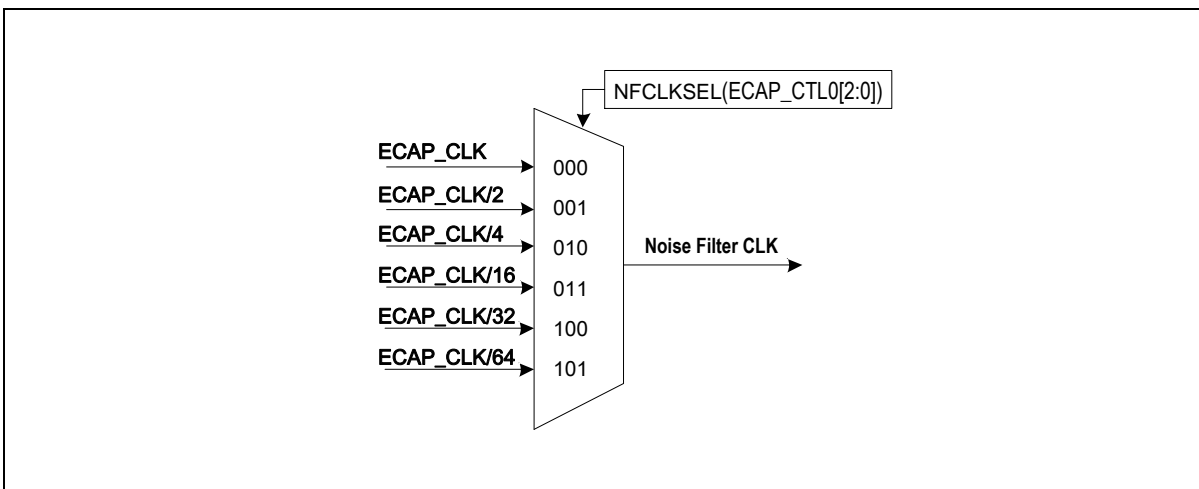 NFCLKSEL(ECAP_CTL0[2:0])
ECAP_CLK
000
ECAP_CLK/2
001
ECAP_CLK/4
010
Noise Filter CLK
ECAP_CLK/16
011
ECAP_CLK/32
100
ECAP_CLK/64
101